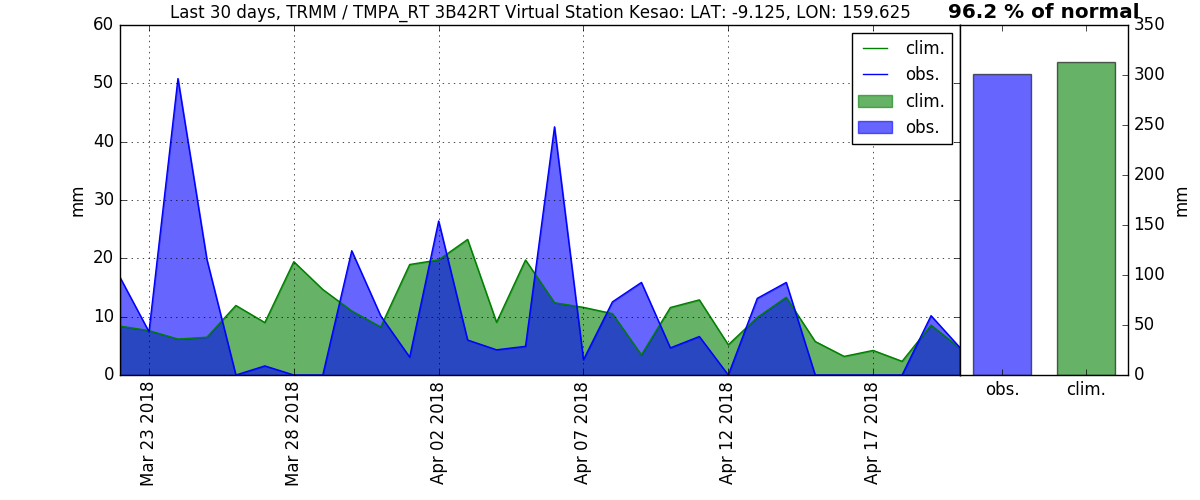 Last 30 days, TRMM / TMPA_RT 3B42RT Virtual Station Kesao: LAT: -9.125, LON: 159.625
96.2 % of normal
60
50
40
30
20
10
0
mm
clim.
obs.
clim.
obs.
Mar 23 2018
Mar 28 2018
Apr 02 2018
Apr 07 2018
Apr 12 2018
Apr 17 2018
350
300
250
200
150
100
50
0
mm
obs.
clim.